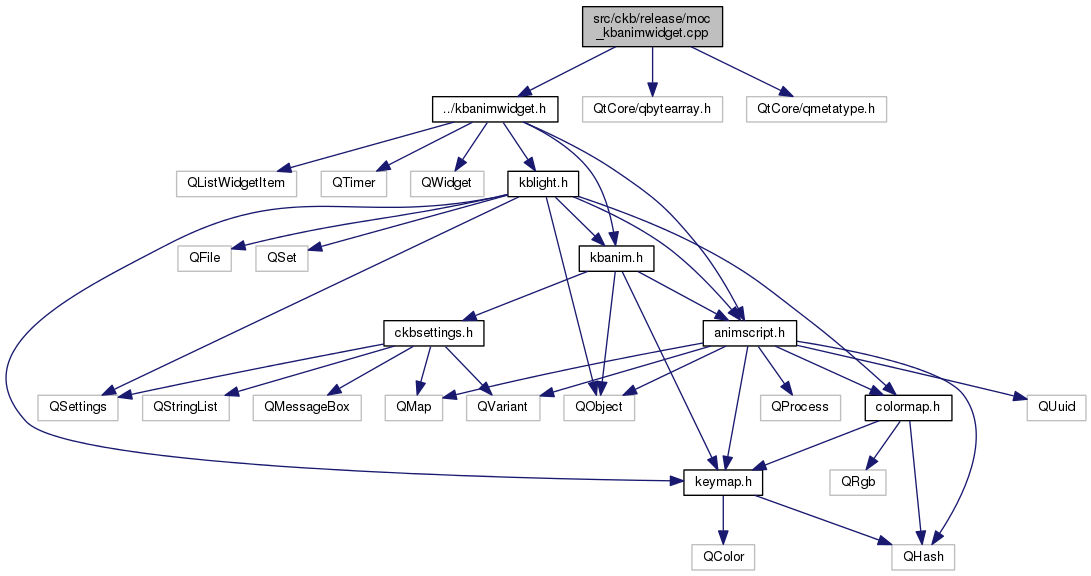 src/ckb/release/moc
_kbanimwidget.cpp
../kbanimwidget.h
QtCore/qbytearray.h
QtCore/qmetatype.h
QListWidgetItem
QTimer
QWidget
kblight.h
QFile
QSet
kbanim.h
ckbsettings.h
animscript.h
QSettings
QStringList
QMessageBox
QMap
QVariant
QObject
QProcess
colormap.h
QUuid
keymap.h
QRgb
QColor
QHash